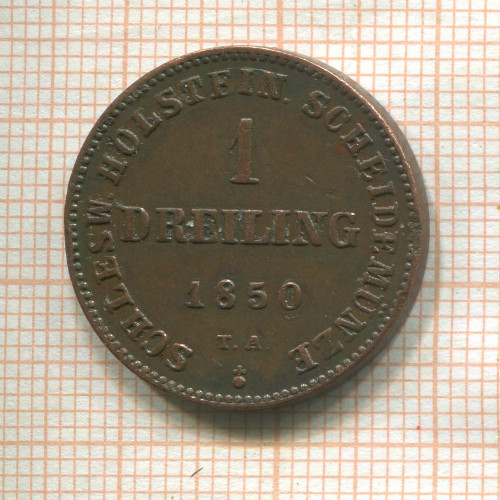 SCHLESW. HOLSTEIN. SCHEIDEMÜNZE
1
DREILING
1850
T.A.